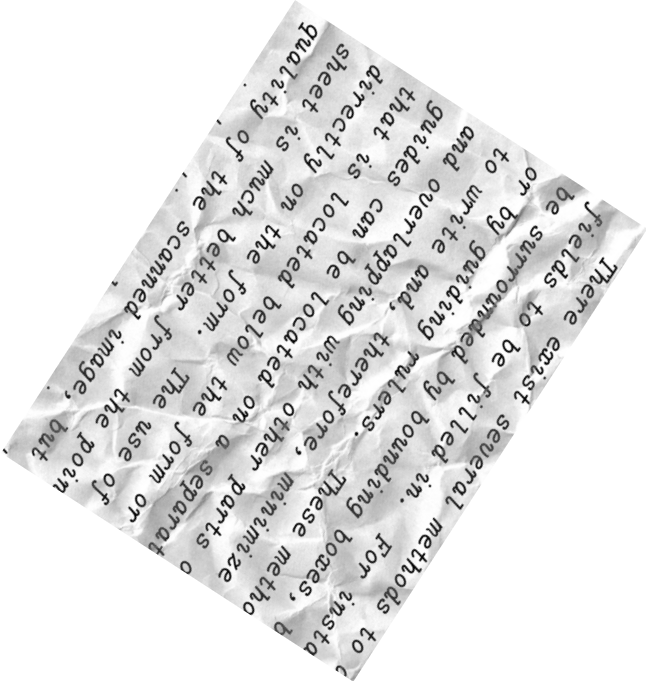 There exist several methods to c
fields to be filled in. For insta
be surrounded by bounding boxes, b
or by guiding rulers. These metho
to write and, therefore, minimize
and overlapping with other parts o
guides can be located on a separat
that is located below the form or
directly on the form. The use of
sheet is much better from the poin
quality of the scanned image, but